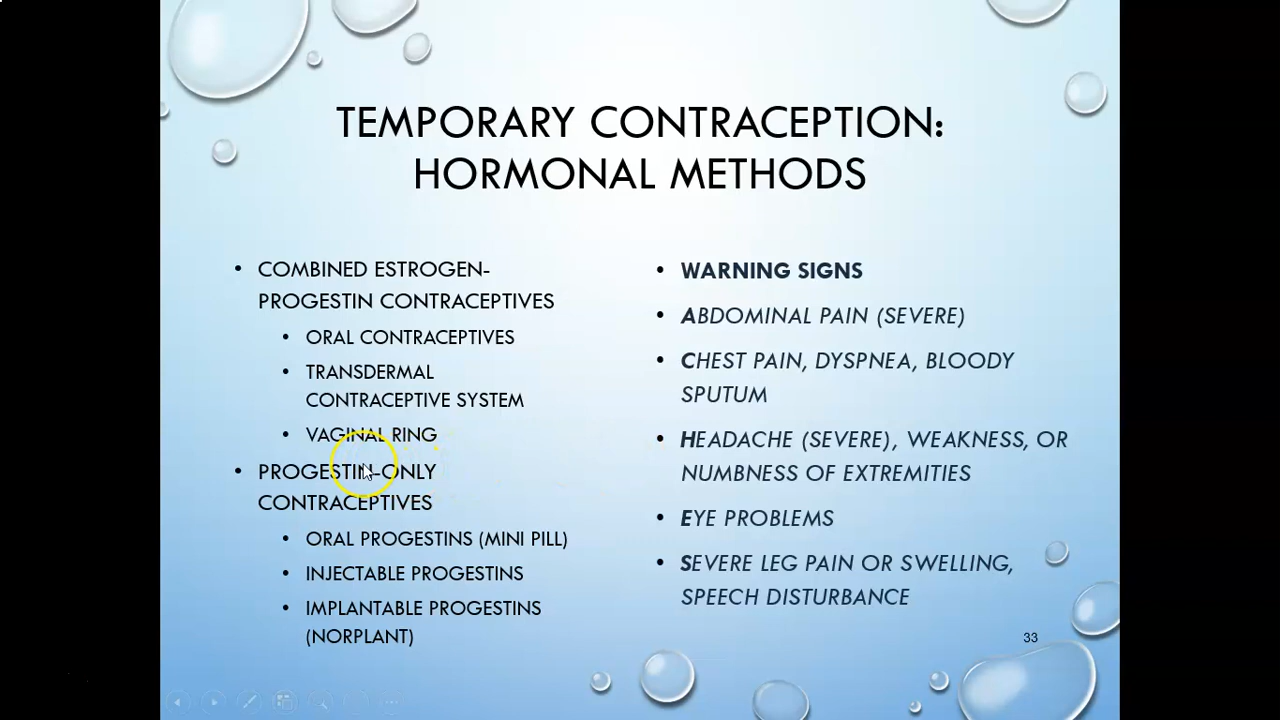 TEMPORARY CONTRACEPTION:
HORMONAL METHODS
• COMBINED ESTROGEN-
PROGESTIN CONTRACEPTIVES
• ORAL CONTRACEPTIVES
• TRANSDERMAL
CONTRACEPTIVE SYSTEM
• VAGINAL RING
• PROGESTIN-ONLY
CONTRACEPTIVES
• ORAL PROGESTINS (MINI PILL)
• INJECTABLE PROGESTINS
• IMPLANTABLE PROGESTINS
(NORPLANT)
• WARNING SIGNS
• ABDOMINAL PAIN (SEVERE)
• CHEST PAIN, DYSPNEA, BLOODY
SPUTUM
• HEADACHE (SEVERE), WEAKNESS, OR
NUMBNESS OF EXTREMITIES
• EYE PROBLEMS
• SEVERE LEG PAIN OR SWELLING,
SPEECH DISTURBANCE
33